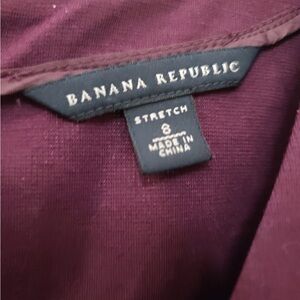 BANANA REPUBLIC
STRETCH
8
MADE IN
CHINA